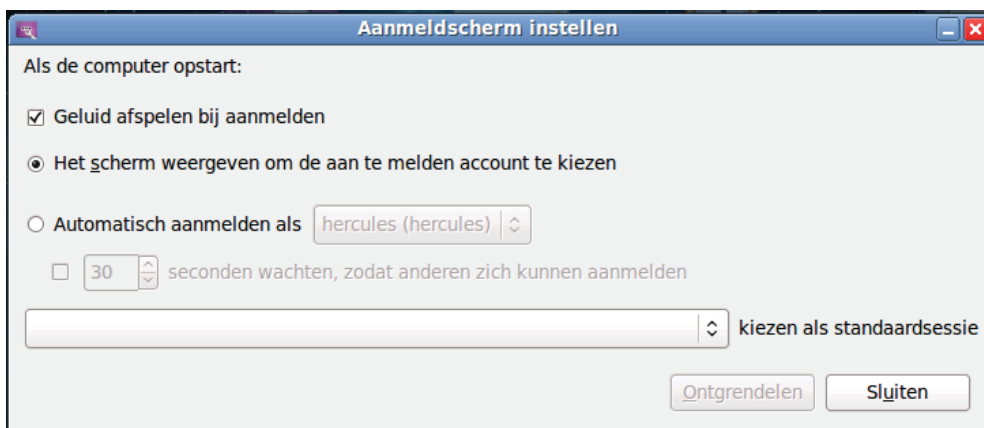 Aanmeldscherm instellen
Als de computer opstart:
Geluid afspelen bij aanmelden
Het scherm weergeven om de aan te melden account te kiezen
Automatisch aanmelden als hercules (hercules)
30 seconden wachten, zodat anderen zich kunnen aanmelden
kiezen als standaardsessie
Ontgrendelen Sluiten